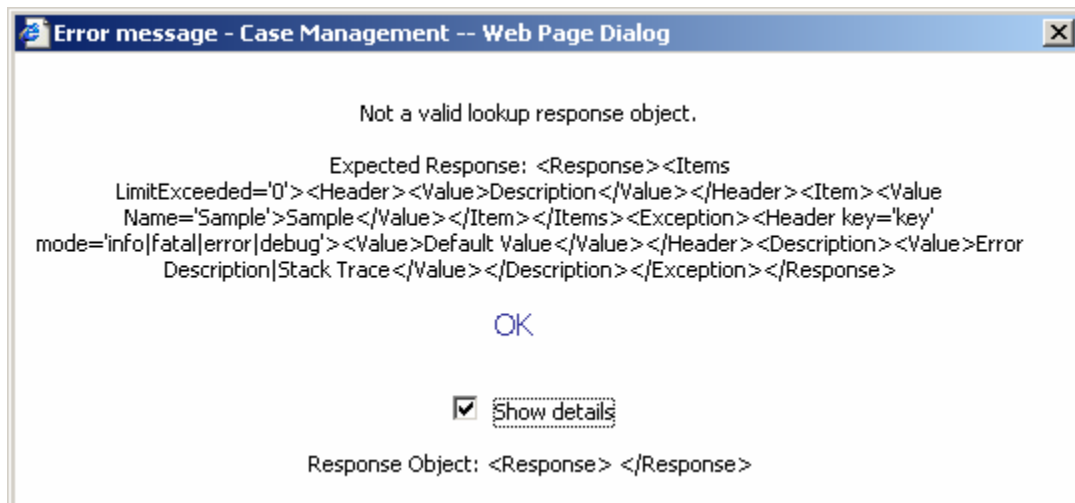 Error message - Case Management -- Web Page Dialog
Not a valid lookup response object.
Expected Response: <Response><Items
LimitExceeded='0'><Header><Value>Description</Value></Header><Item><Value
Name='Sample'>Sample</Value></Item></Items><Exception><Header key='key'
mode='info|fatal|error|debug'><Value>Default Value</Value></Header><Description><Value>Error
Description|Stack Trace</Value></Description></Exception></Response>
OK
Show details
Response Object: <Response> </Response>